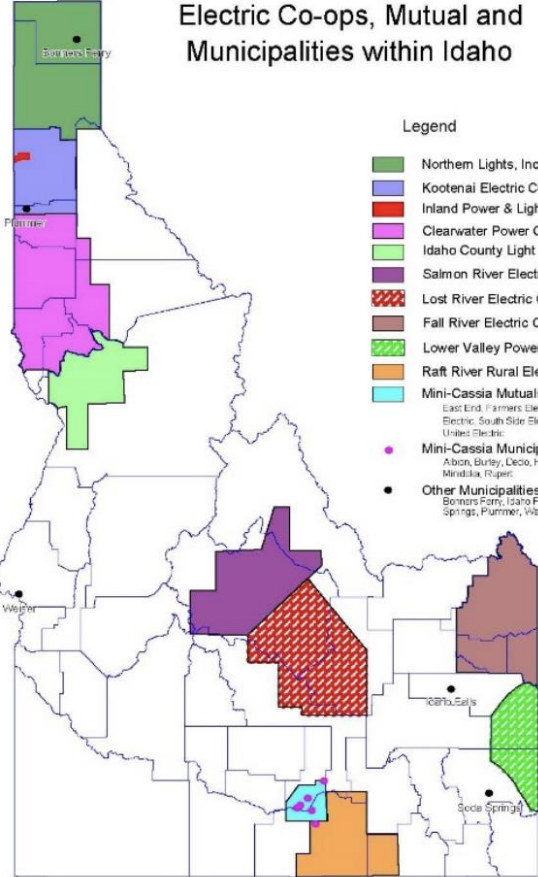 Electric Co-ops, Mutual and
Municipalities within Idaho
Legend
Northern Lights, Inc
Kootenai Electric C
Inland Power & Ligh
Clearwater Power C
Idaho County Light
Salmon River Electr
Lost River Electric C
Fall River Electric C
Lower Valley Power
Raft River Rural Ele
Mini-Cassia Mutual
East End, Farmers Ele
Electric, South Side Ele
United Electric
Mini-Cassia Municip
Albion, Burley, Declo, H
Minidoka, Rupert
Other Municipalities
Bonners Ferry, Idaho F
Springs, Plummer, We
Bonners Ferry
Plummer
Weiser
Idaho Falls
Soda Springs